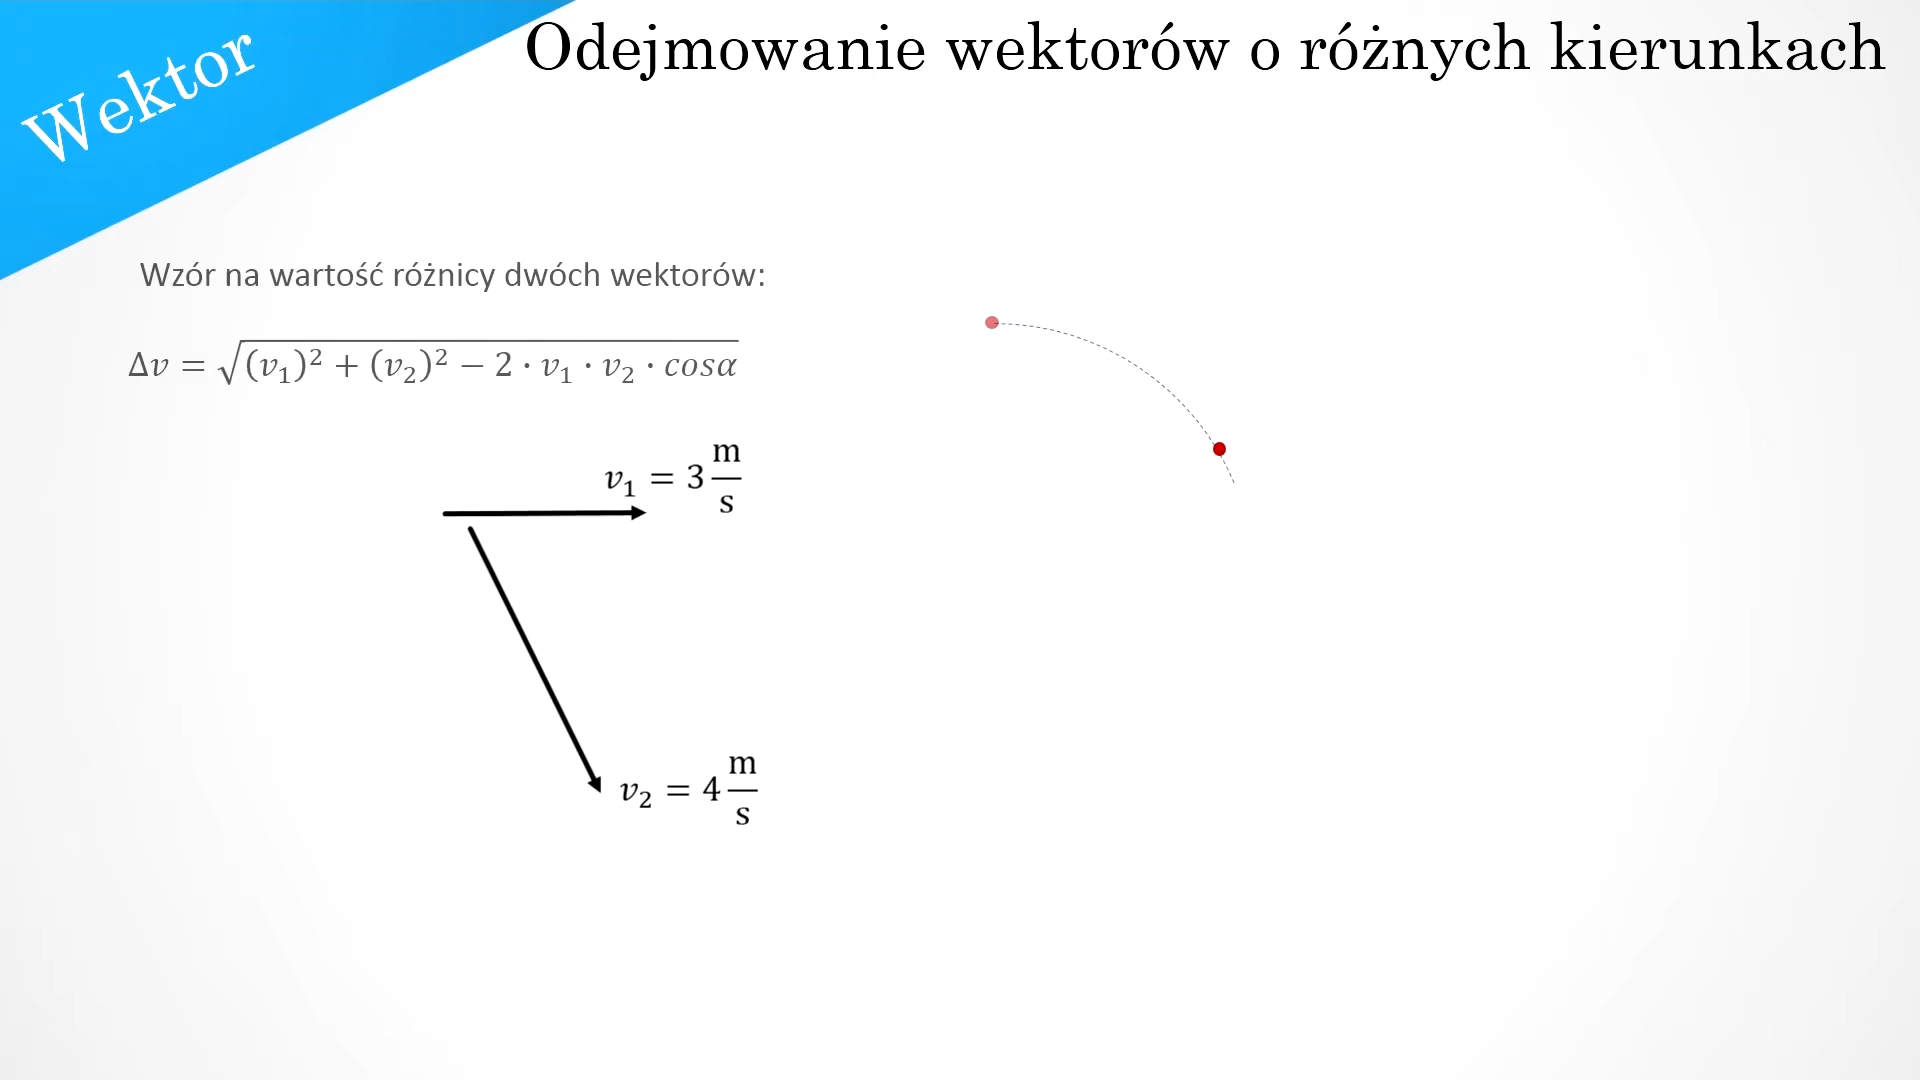 Wektor
Odejmowanie wektorów o różnych kierunkach
Wzór na wartość różnicy dwóch wektorów:
Δv = √(v₁)² + (v₂)² − 2 · v₁ · v₂ · cosα
v₁ = 3 m/s
v₂ = 4 m/s